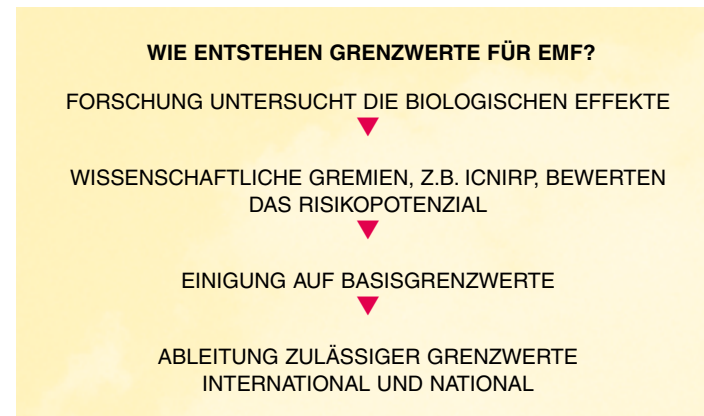 WIE ENTSTEHEN GRENZWERTE FÜR EMF?
FORSCHUNG UNTERSUCHT DIE BIOLOGISCHEN EFFEKTE
WISSENSCHAFTLICHE GREMIEN, Z.B. ICNIRP, BEWERTEN
DAS RISIKOPOTENZIAL
EINIGUNG AUF BASISGRENZWERTE
ABLEITUNG ZULÄSSIGER GRENZWERTE
INTERNATIONAL UND NATIONAL